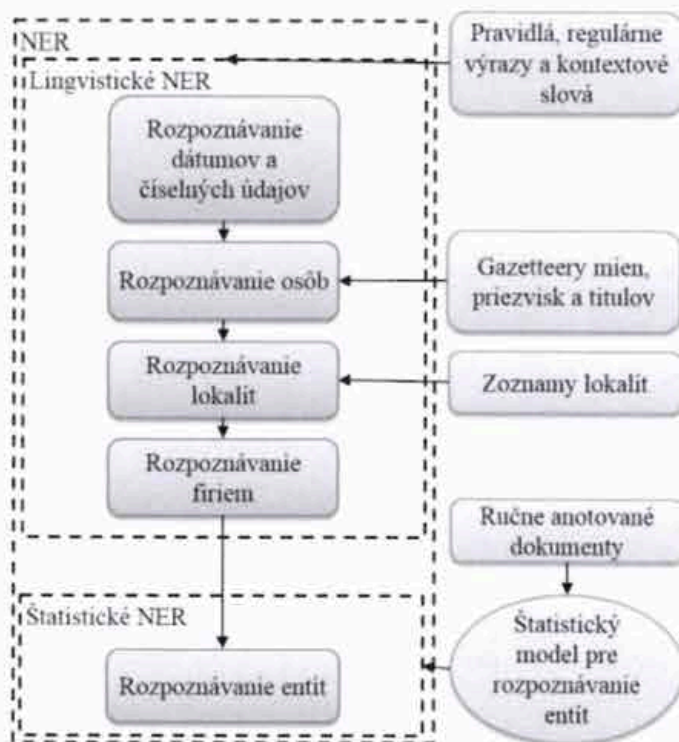 NER
Lingvistické NER
Rozpoznávanie
dátumov a
číselných údajov
Rozpoznávanie osôb
Rozpoznávanie
lokalít
Rozpoznávanie
firiem
Štatistické NER
Rozpoznávanie entít
Pravidlá, regulárne
výrazy a kontextové
slová
Gazetteery mien,
priezvisk a titulov
Zoznamy lokalít
Ručne anotované
dokumenty
Štatistický
model pre
rozpoznávanie
entít